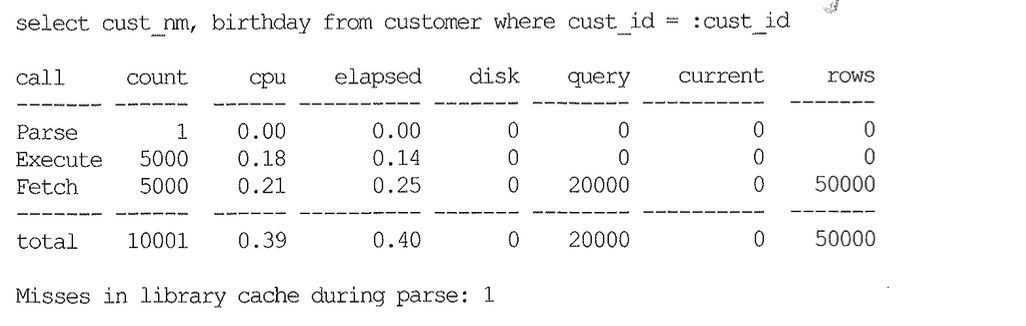 select cust_nm, birthday from customer where cust_id = :cust_id
call count cpu elapsed disk query current rows
------- ------ ------ ---------- ------- -------- ---------- -------
Parse 1 0.00 0.00 0 0 0 0
Execute 5000 0.18 0.14 0 0 0 0
Fetch 5000 0.21 0.25 0 20000 0 50000
------- ------ ------ ---------- ------- -------- ---------- -------
total 10001 0.39 0.40 0 20000 0 50000
Misses in library cache during parse: 1